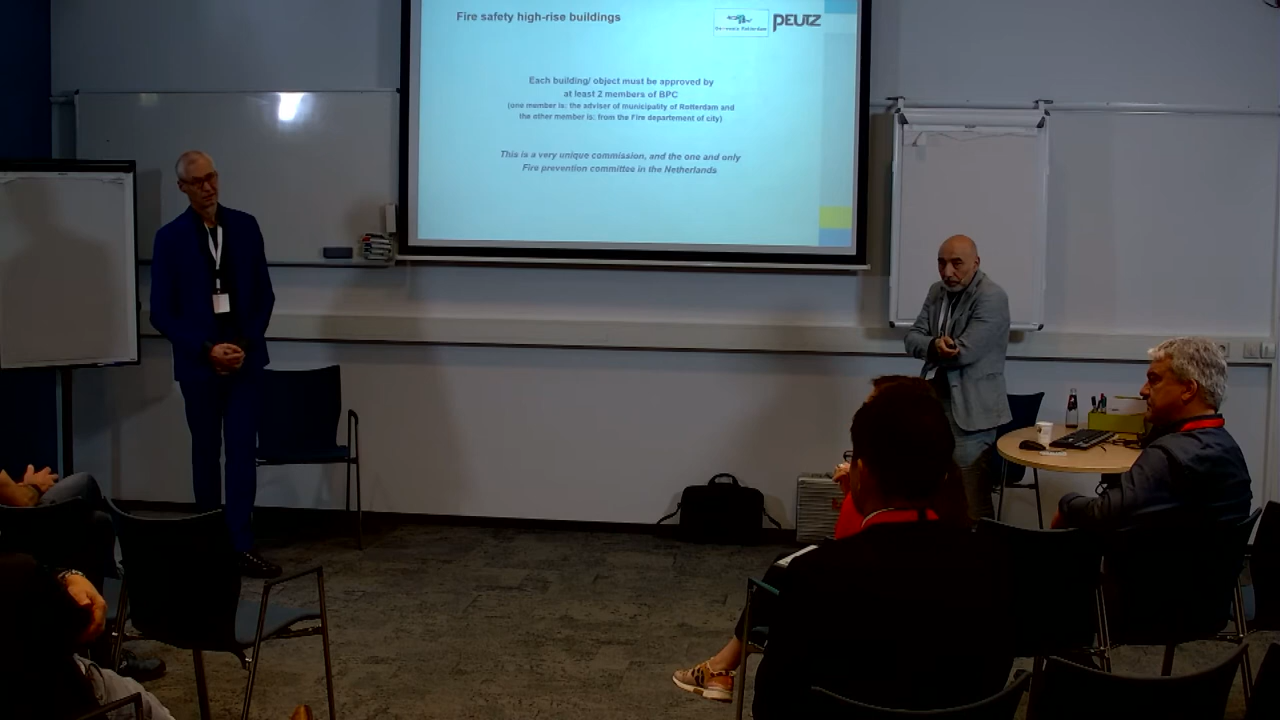 Fire safety high-rise buildings
PEUTZ
Each building/ object must be approved by
at least 2 members of BPC
(one member is: the adviser of municipality of Rotterdam and
the other member is: from the Fire departement of city)
This is a very unique commission, and the one and only
Fire prevention committee in the Netherlands